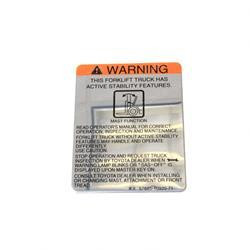 WARNING
THIS FORKLIFT TRUCK HAS
ACTIVE STABILITY FEATURES.
MAST FUNCTION
READ OPERATOR'S MANUAL FOR CORRECT
OPERATION, INSPECTION AND MAINTENANCE.
FORKLIFT TRUCK WITHOUT ACTIVE STABILITY
FEATURES MAY HANDLE AND OPERATE
DIFFERENTLY.
USE CAUTION.
STOP OPERATION AND REQUEST TRUCK
INSPECTION BY TOYOTA DEALER WHEN
WARNING LAMP BLINKS OR "SAS-OFF" IS
DISPLAYED UPON MASTER KEY ON.
CONSULT TOYOTA DEALER WHEN INSTALLING
OR CHANGING MAST, ATTACHMENT OR FRONT
TREAD.